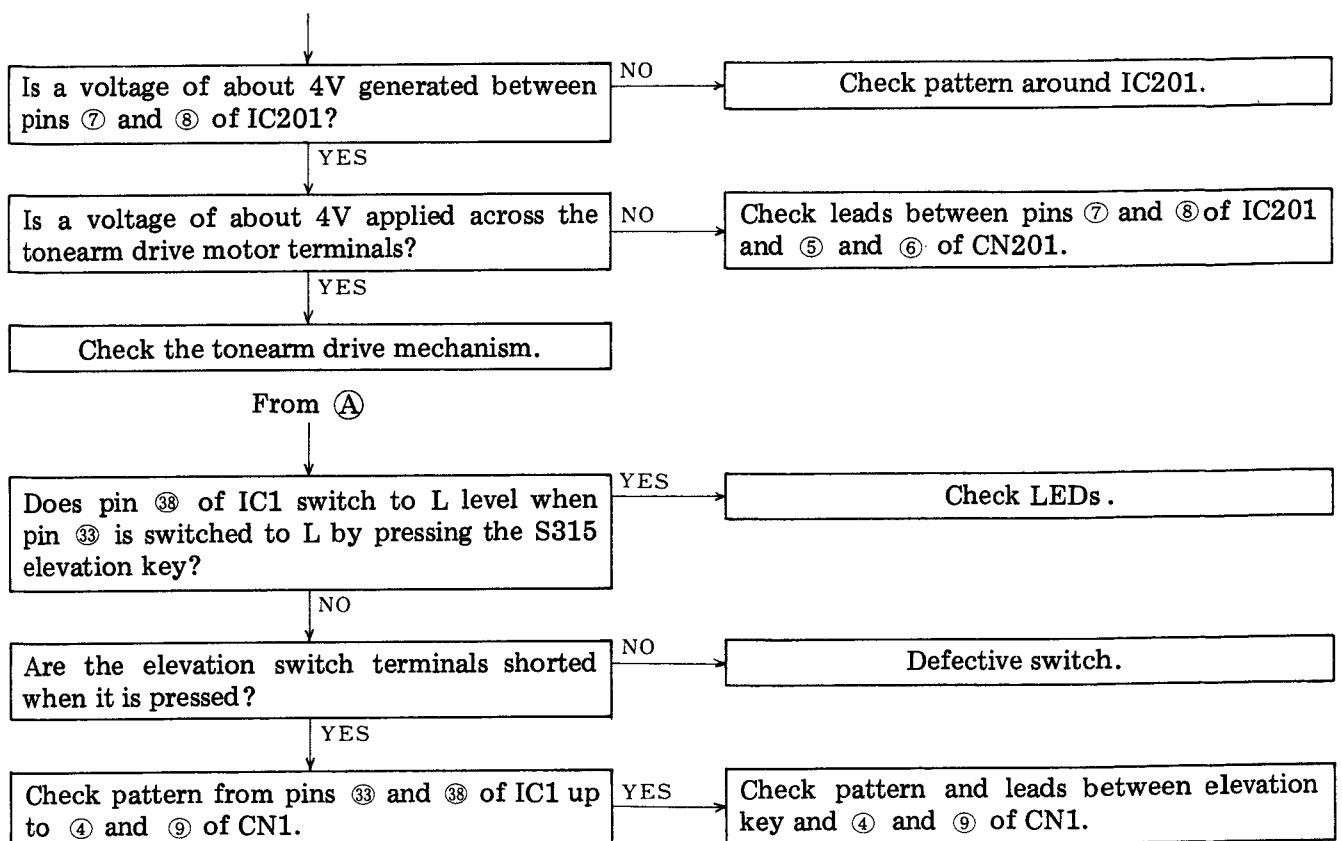 Is a voltage of about 4V generated between
pins ⑦ and ⑧ of IC201?
NO
Check pattern around IC201.
YES
Is a voltage of about 4V applied across the
tonearm drive motor terminals?
NO
Check leads between pins ⑦ and ⑧ of IC201
and ⑤ and ⑥ of CN201.
YES
Check the tonearm drive mechanism.
From Ⓐ
Does pin ㊳ of IC1 switch to L level when
pin ㉝ is switched to L by pressing the S315
elevation key?
YES
Check LEDs.
NO
Are the elevation switch terminals shorted
when it is pressed?
NO
Defective switch.
YES
Check pattern from pins ㉝ and ㊳ of IC1 up
to ④ and ⑨ of CN1.
YES
Check pattern and leads between elevation
key and ④ and ⑨ of CN1.